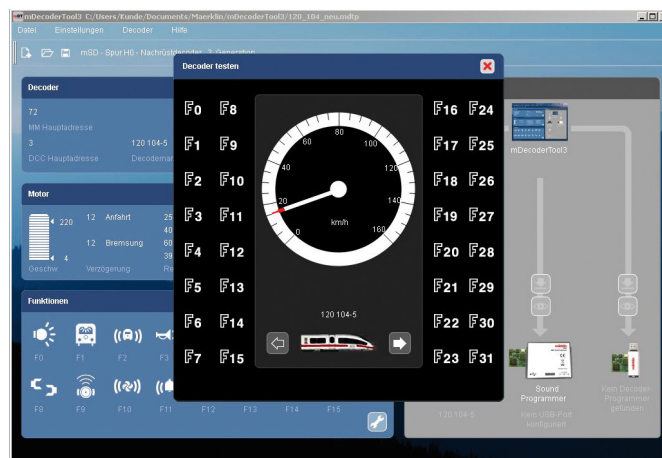 mDecoderTool3 C:/Users/Kunde/Documents/Maerklin/mDecoderTool3/120_104_neu.mdtp
Datei Einstellungen Decoder Hilfe
mSD - Spur H0 - Nachrüstdecoder, 3. Generation
Decoder testen
Decoder
72
MM Hauptadresse
3 120 104-5
DCC Hauptadresse
Motor
220 12 Anfahrt 25
40
12 Bremsung 60
4 39
Geschw. Verzögerung
Funktionen
F0 F1 F2 F3
F8 F9 F10 F11 F12 F13 F14 F15
F0 F8
F1 F9
F2 F10
F3 F11
F4 F12
F5 F13
F6 F14
F7 F15
0 20 40 60 80 100 120 140 160
km/h
120 104-5
F16 F24
F17 F25
F18 F26
F19 F27
F20 F28
F21 F29
F22 F30
F23 F31
mDecoderTool3
120 104-5
Sound
Programmer
Kein USB-Port
konfiguriert
Kein Decoder
Programmer
gefunden